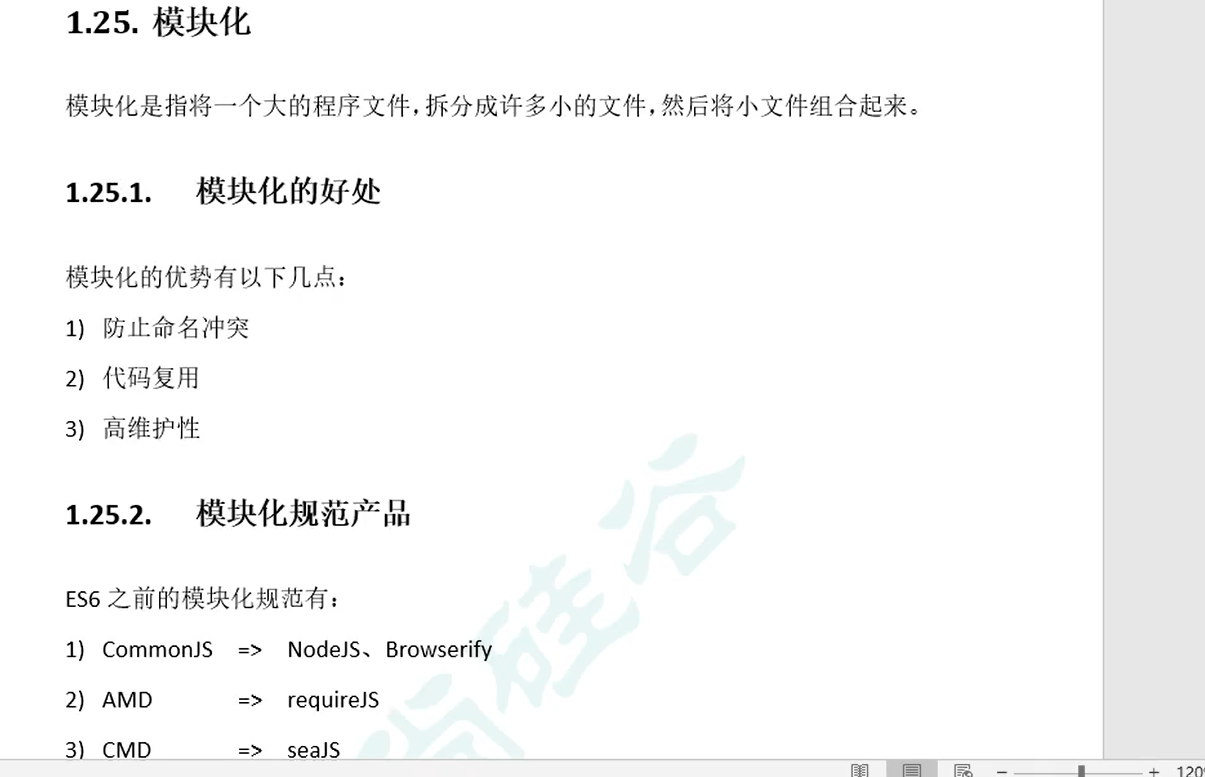 1.25. 模块化
模块化是指将一个大的程序文件,拆分成许多小的文件,然后将小文件组合起来。
1.25.1. 模块化的好处
模块化的优势有以下几点：
1) 防止命名冲突
2) 代码复用
3) 高维护性
1.25.2. 模块化规范产品
ES6 之前的模块化规范有：
1) CommonJS => NodeJS、Browserify
2) AMD => requireJS
3) CMD => seaJS
尚硅谷
120